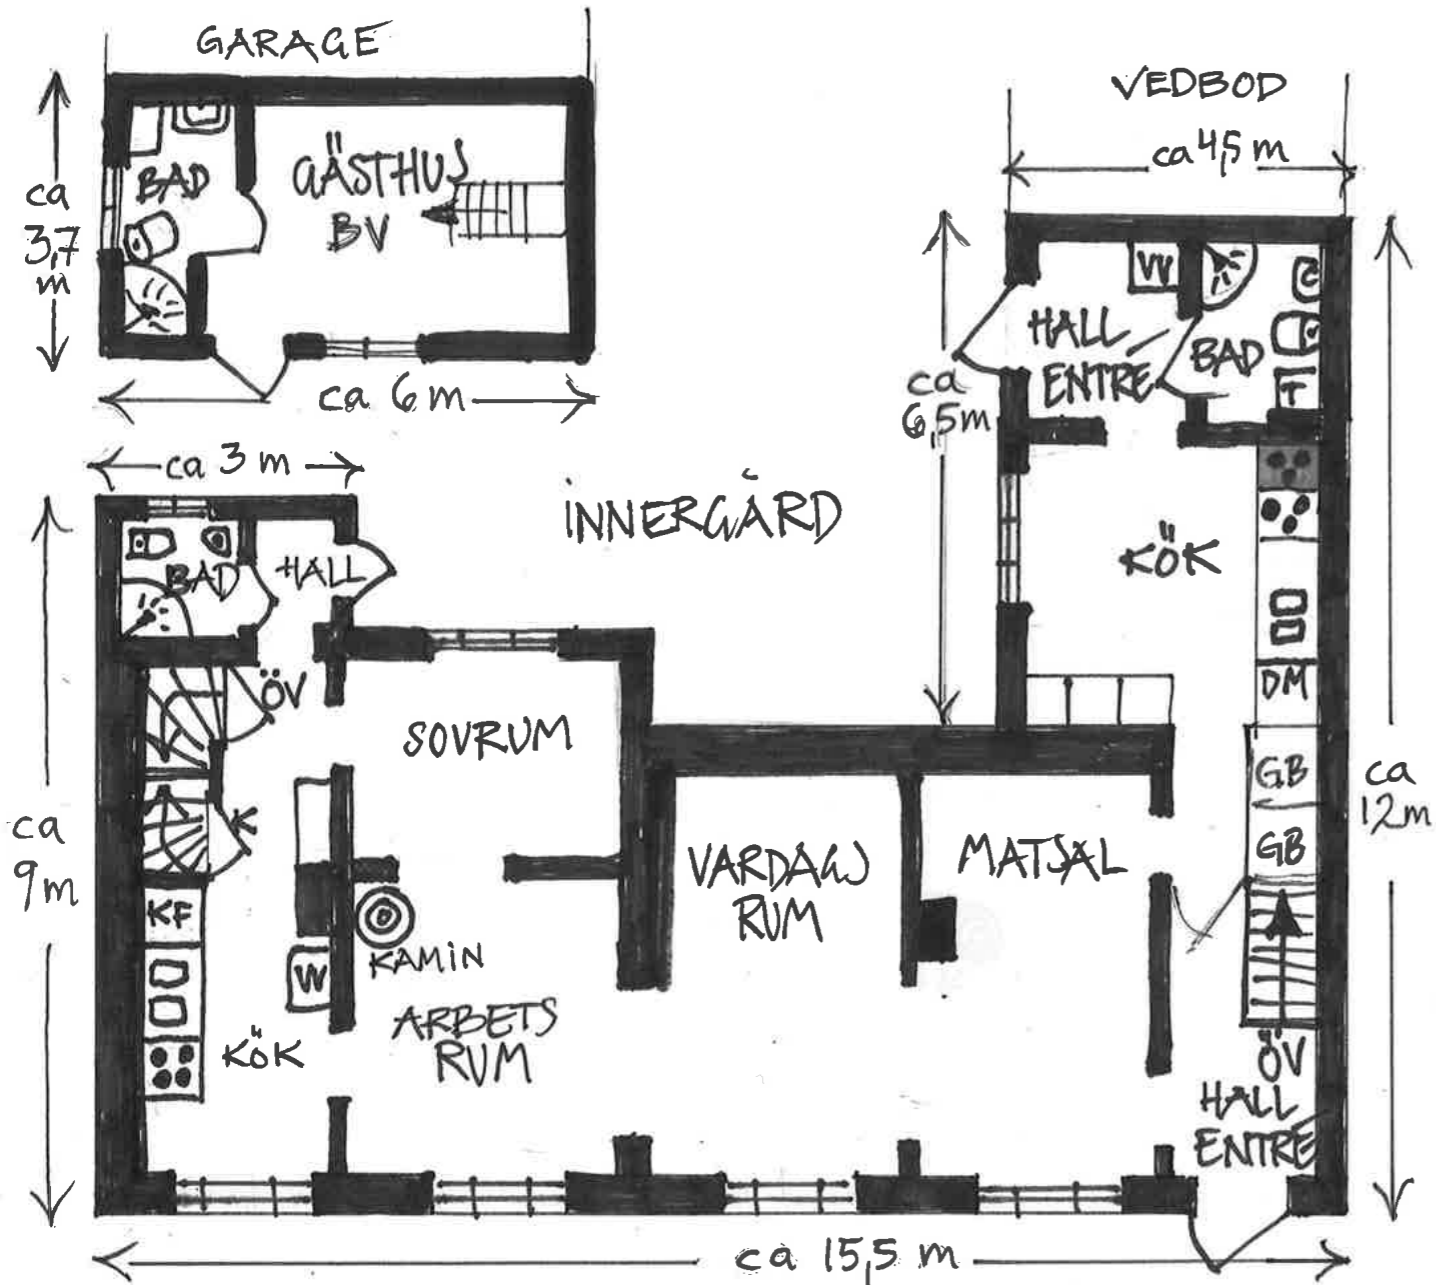 GARAGE
ca
3,7
m
BAD
GÄSTHUS
BV
ca 6 m
VEDBOD
ca 4,5 m
VV
HALL
ENTRÉ
BAD
T
ca
6,5m
ca 3 m
INNERGÅRD
BAD
HALL
KÖK
DM
GB
GB
ca
12m
ÖV
SOVRUM
K
ca
9m
KF
W
KAMIN
ARBETS
RUM
KÖK
VARDAGS
RUM
MATSAL
ÖV
HALL
ENTRÉ
ca 15,5 m